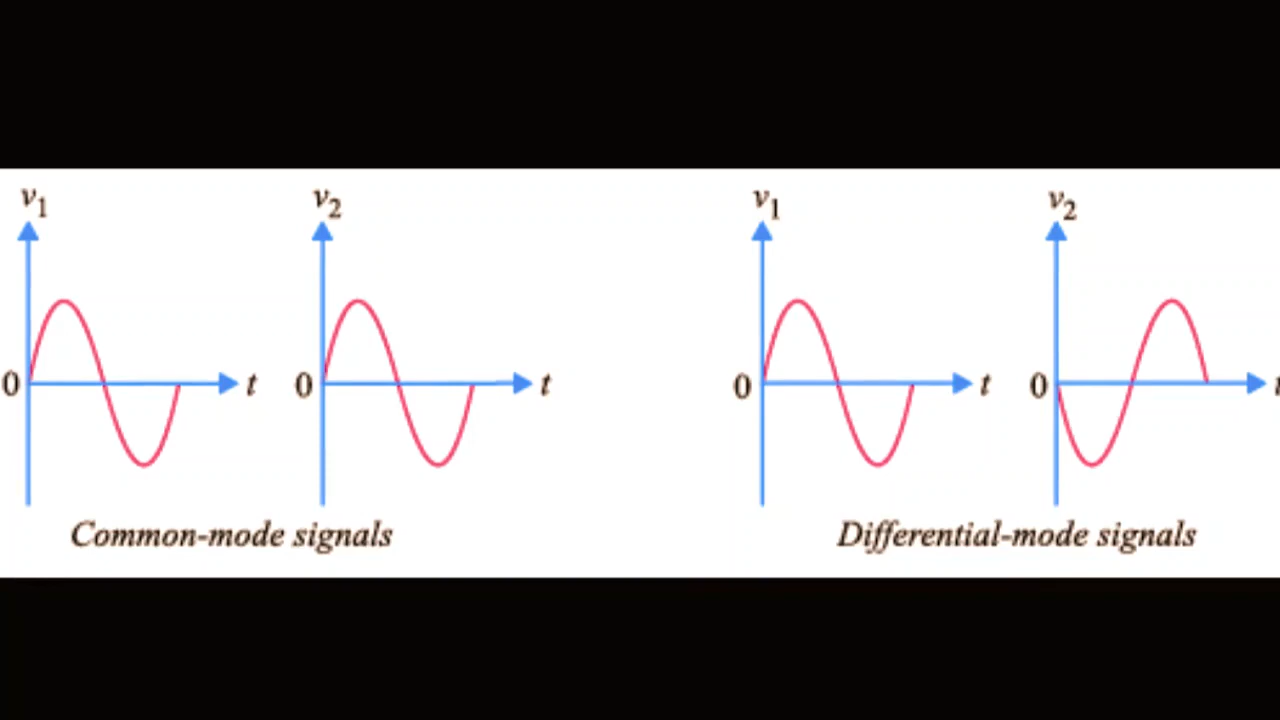 v1 v2 v1 v2
0 t 0 t 0 t 0 t
Common-mode signals Differential-mode signals